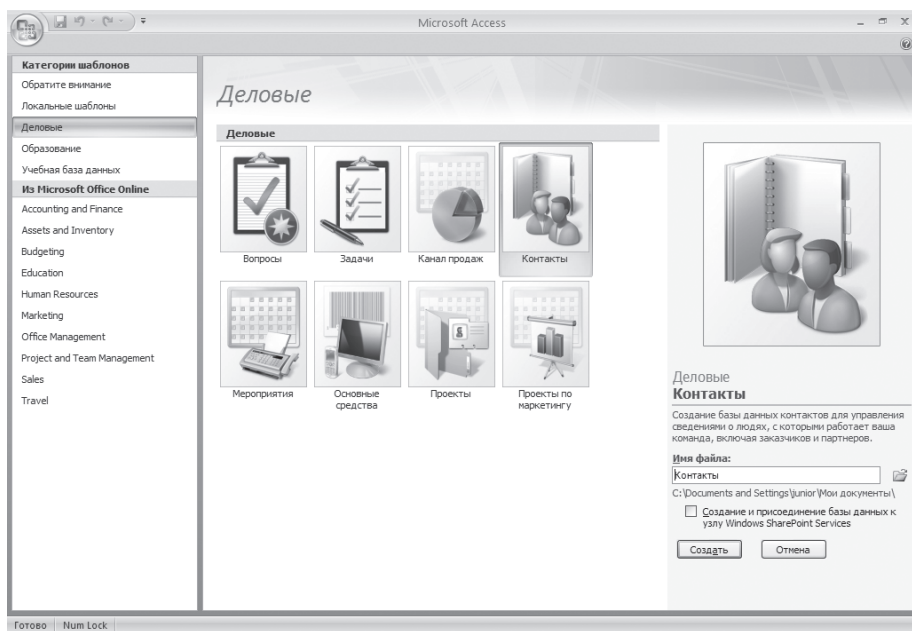 Microsoft Access
Категории шаблонов
Обратите внимание
Локальные шаблоны
Деловые
Образование
Учебная база данных
Из Microsoft Office Online
Accounting and Finance
Assets and Inventory
Budgeting
Education
Human Resources
Marketing
Office Management
Project and Team Management
Sales
Travel
Деловые
Деловые
Вопросы
Задачи
Канал продаж
Контакты
Мероприятия
Основные
средства
Проекты
Проекты по
маркетингу
Деловые
Контакты
Создание базы данных контактов для управления
сведениями о людях, с которыми работает ваша
команда, включая заказчиков и партнеров.
Имя файла:
Контакты
C:\Documents and Settings\junior\Мои документы\
Создание и присоединение базы данных к
узлу Windows SharePoint Services
Создать
Отмена
Готово
Num Lock